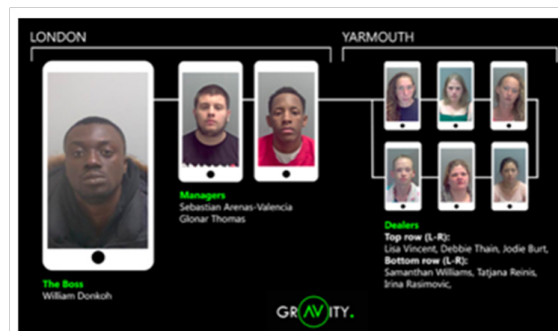 LONDON
YARMOUTH
Managers
Sebastian Arenas-Valencia
Glonar Thomas
The Boss
William Donkoh
Dealers
Top row (L-R):
Lisa Vincent, Debbie Thain, Jodie Burt,
Bottom row (L-R):
Samanthan Williams, Tatjana Reinis,
Irina Rasimovic,
GRAVITY.